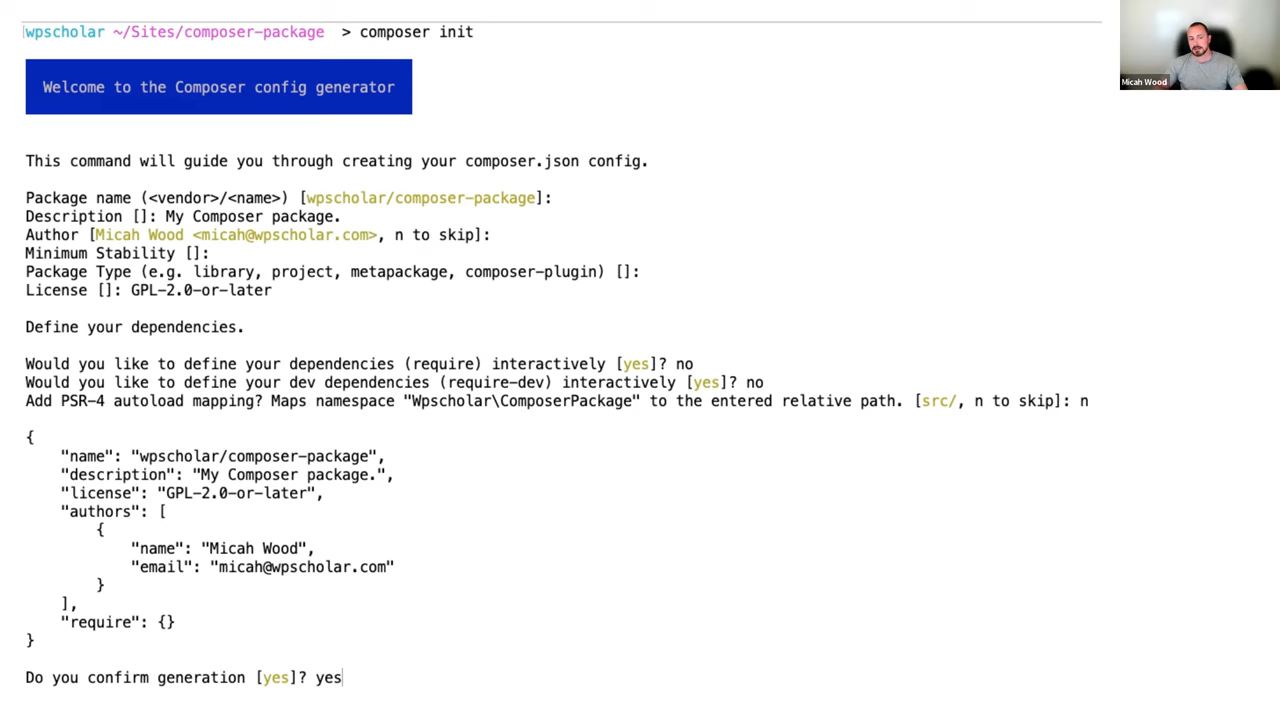 wpscholar ~/Sites/composer-package > composer init
Welcome to the Composer config generator
This command will guide you through creating your composer.json config.
Package name (<vendor>/<name>) [wpscholar/composer-package]:
Description []: My Composer package.
Author [Micah Wood <micah@wpscholar.com>, n to skip]:
Minimum Stability []:
Package Type (e.g. library, project, metapackage, composer-plugin) []:
License []: GPL-2.0-or-later
Define your dependencies.
Would you like to define your dependencies (require) interactively [yes]? no
Would you like to define your dev dependencies (require-dev) interactively [yes]? no
Add PSR-4 autoload mapping? Maps namespace "Wpscholar\ComposerPackage" to the entered relative path. [src/, n to skip]: n
{
    "name": "wpscholar/composer-package",
    "description": "My Composer package.",
    "license": "GPL-2.0-or-later",
    "authors": [
        {
            "name": "Micah Wood",
            "email": "micah@wpscholar.com"
        }
    ],
    "require": {}
}
Do you confirm generation [yes]? yes
Micah Wood